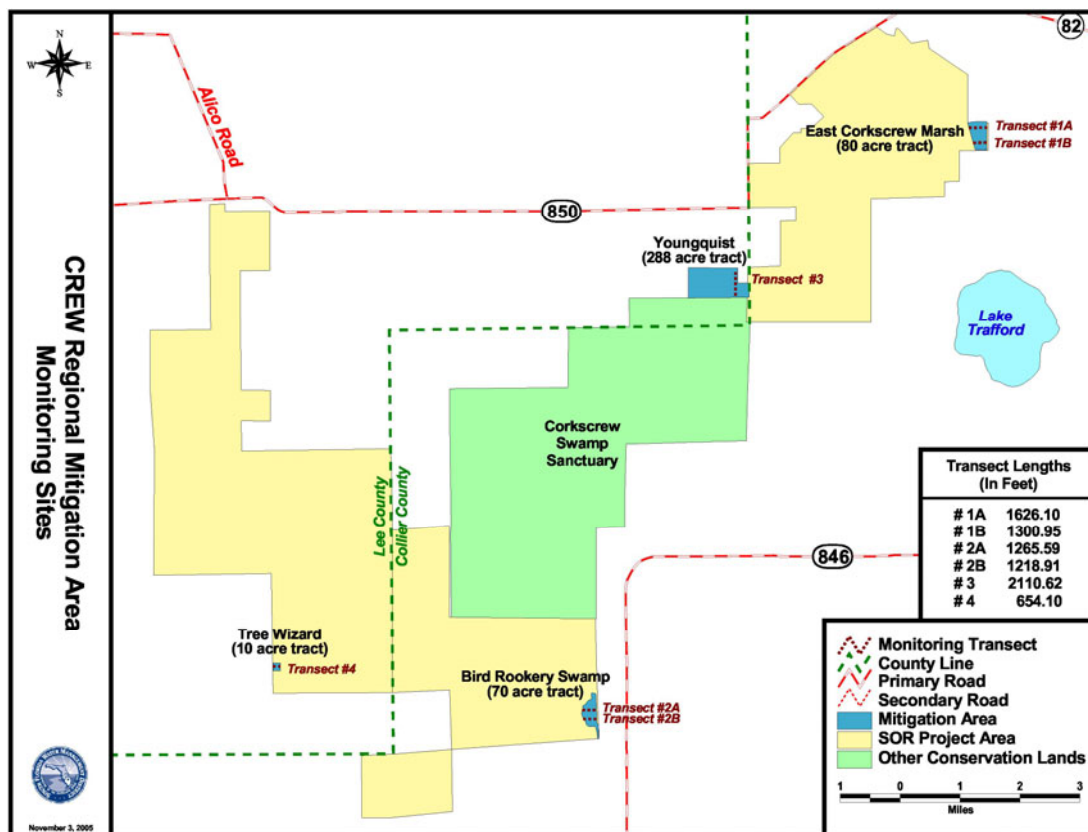 N
W E
S
CREW Regional Mitigation Area
Monitoring Sites
November 3, 2005
Alico Road
82
850
846
East Corkscrew Marsh
(80 acre tract)
Transect #1A
Transect #1B
Youngquist
(288 acre tract)
Transect #3
Lake
Trafford
Corkscrew
Swamp
Sanctuary
Lee County
Collier County
Tree Wizard
(10 acre tract)
Transect #4
Bird Rookery Swamp
(70 acre tract)
Transect #2A
Transect #2B
Transect Lengths
(In Feet)
# 1A 1626.10
# 1B 1300.95
# 2A 1265.59
# 2B 1218.91
# 3 2110.62
# 4 654.10
Monitoring Transect
County Line
Primary Road
Secondary Road
Mitigation Area
SOR Project Area
Other Conservation Lands
1 0 1 2 3
Miles